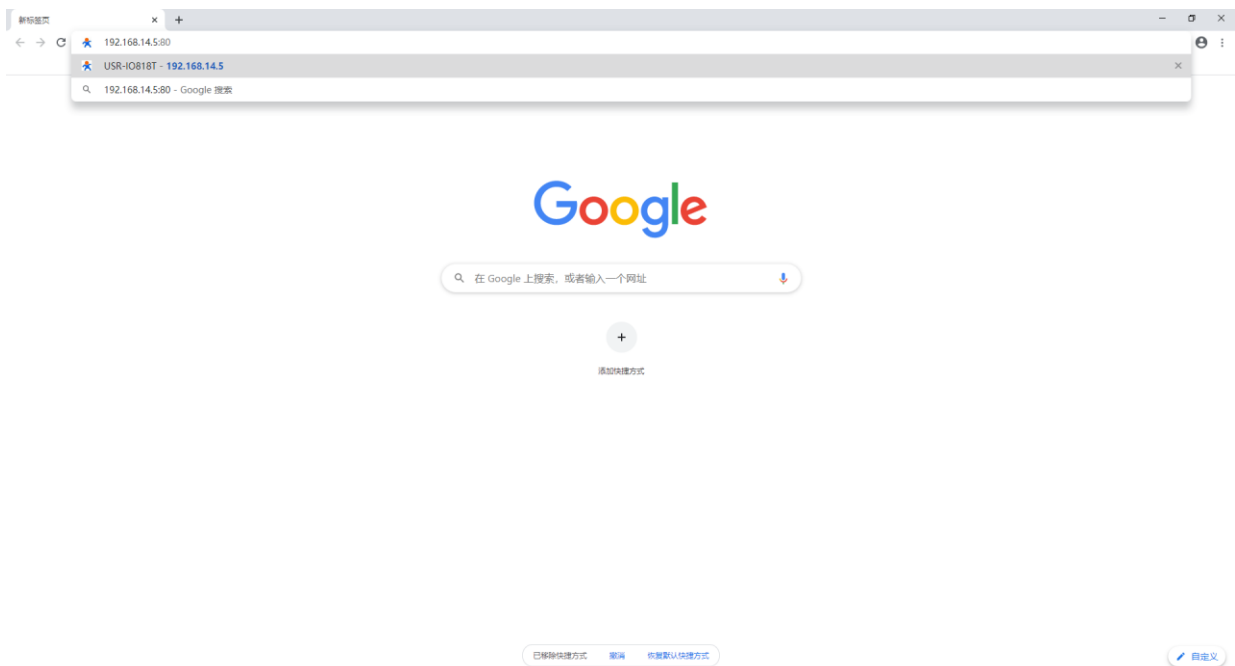 新标签页
192.168.14.5:80
USR-IO818T - 192.168.14.5
192.168.14.5:80 - Google 搜索
Google
在 Google 上搜索，或者输入一个网址
添加快捷方式
已移除快捷方式 撤消 恢复默认快捷方式
自定义